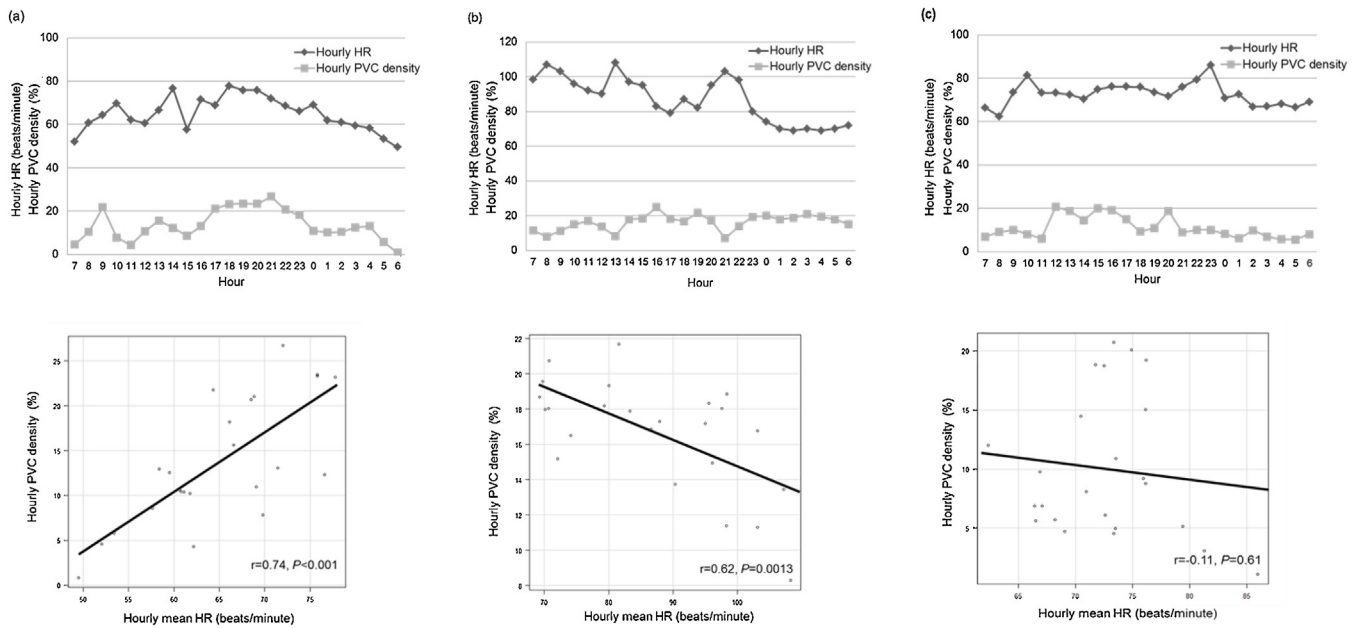 (a)
100
80
60
40
20
0
Hourly HR (beats/minute)
Hourly PVC density (%)
Hourly HR
Hourly PVC density
7 8 9 10 11 12 13 14 15 16 17 18 19 20 21 22 23 0 1 2 3 4 5 6
Hour
(b)
120
100
80
60
40
20
0
Hourly HR (beats/minute)
Hourly PVC density (%)
Hourly HR
Hourly PVC density
7 8 9 10 11 12 13 14 15 16 17 18 19 20 21 22 23 0 1 2 3 4 5 6
Hour
(c)
100
80
60
40
20
0
Hourly HR (beats/minute)
Hourly PVC density (%)
Hourly HR
Hourly PVC density
7 8 9 10 11 12 13 14 15 16 17 18 19 20 21 22 23 0 1 2 3 4 5 6
Hour
25
20
15
10
5
0
Hourly PVC density (%)
r=0.74, P<0.001
50 55 60 65 70 75
Hourly mean HR (beats/minute)
22
20
18
16
14
12
10
8
Hourly PVC density (%)
r=0.62, P=0.0013
70 80 90 100
Hourly mean HR (beats/minute)
20
15
10
5
Hourly PVC density (%)
r=-0.11, P=0.61
65 70 75 80 85
Hourly mean HR (beats/minute)